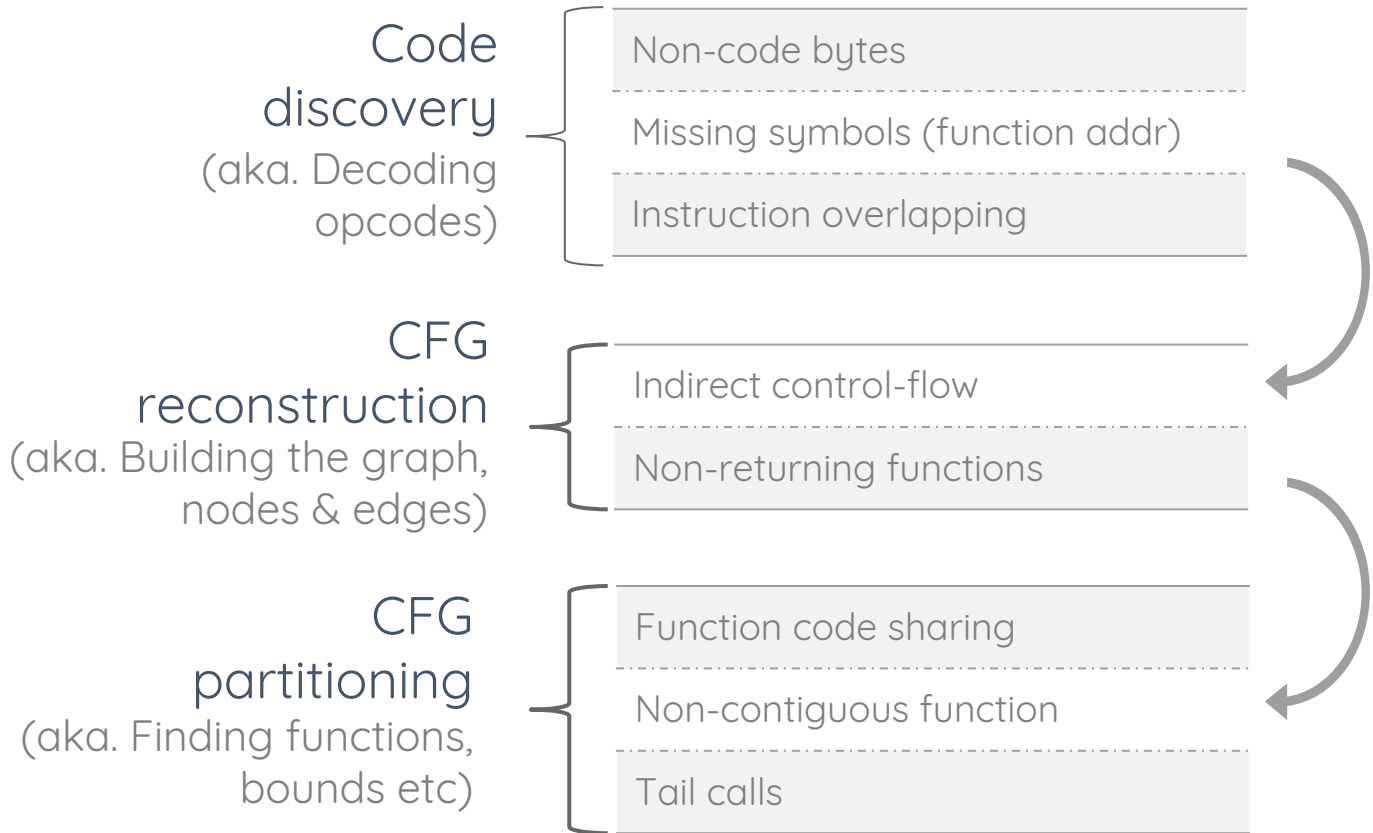 Code
discovery
(aka. Decoding
opcodes)
Non-code bytes
Missing symbols (function addr)
Instruction overlapping
CFG
reconstruction
(aka. Building the graph,
nodes & edges)
Indirect control-flow
Non-returning functions
CFG
partitioning
(aka. Finding functions,
bounds etc)
Function code sharing
Non-contiguous function
Tail calls